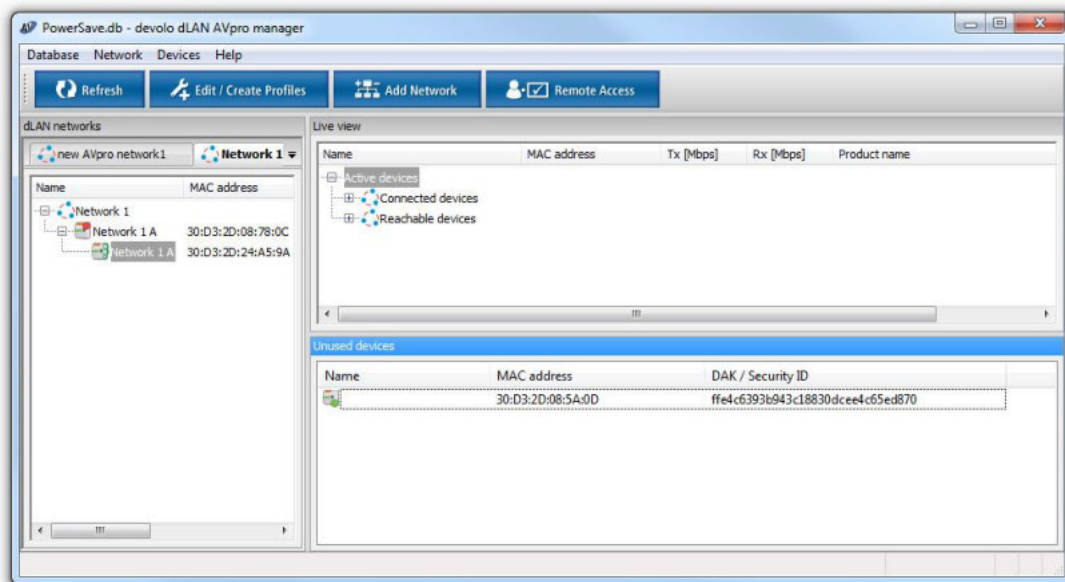 PowerSave.db - devolo dLAN AVpro manager
Database Network Devices Help
Refresh Edit / Create Profiles Add Network Remote Access
dLAN networks
new AVpro network1 Network 1
Name MAC address
Network 1
Network 1 A 30:D3:2D:08:78:0C
Network 1 A 30:D3:2D:24:A5:9A
Live view
Name MAC address Tx [Mbps] Rx [Mbps] Product name
Active devices
Connected devices
Reachable devices
Unused devices
Name MAC address DAK / Security ID
30:D3:2D:08:5A:0D ffe4c6393b943c18830dcee4c65ed870